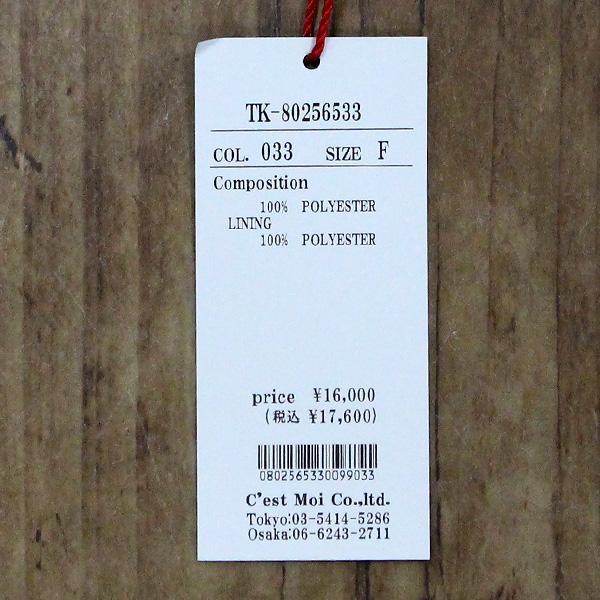 TK-80256533
COL. 033 SIZE F
Composition
100% POLYESTER
LINING
100% POLYESTER
price ¥16,000
(税込 ¥17,600)
0802565330099033
C'est Moi Co.,ltd.
Tokyo:03-5414-5286
Osaka:06-6243-2711